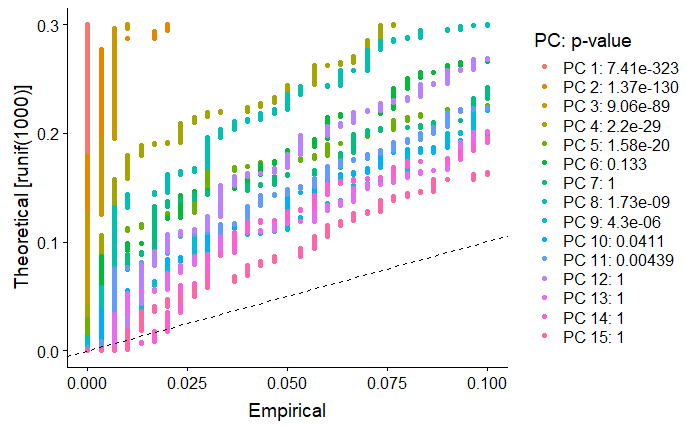 PC: p-value
PC 1: 7.41e-323
PC 2: 1.37e-130
PC 3: 9.06e-89
PC 4: 2.2e-29
PC 5: 1.58e-20
PC 6: 0.133
PC 7: 1
PC 8: 1.73e-09
PC 9: 4.3e-06
PC 10: 0.0411
PC 11: 0.00439
PC 12: 1
PC 13: 1
PC 14: 1
PC 15: 1
Theoretical [runif(1000)]
0.3
0.2
0.1
0.0
0.000 0.025 0.050 0.075 0.100
Empirical